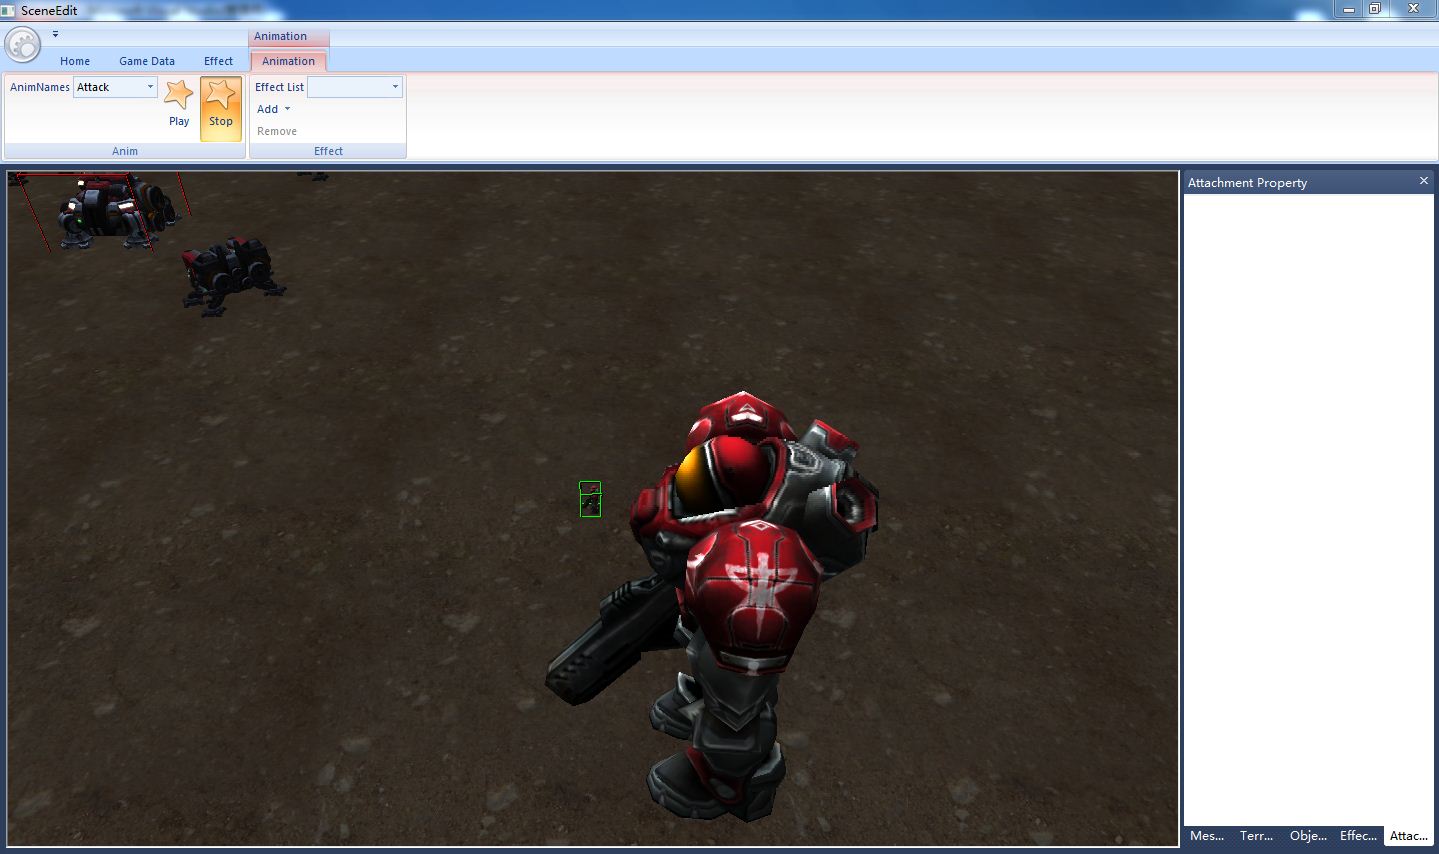 SceneEdit
Animation
Home Game Data Effect Animation
AnimNames Attack
Play
Stop
Anim
Effect List
Add
Remove
Effect
Attachment Property
Mes... Terr... Obje... Effec... Attac...